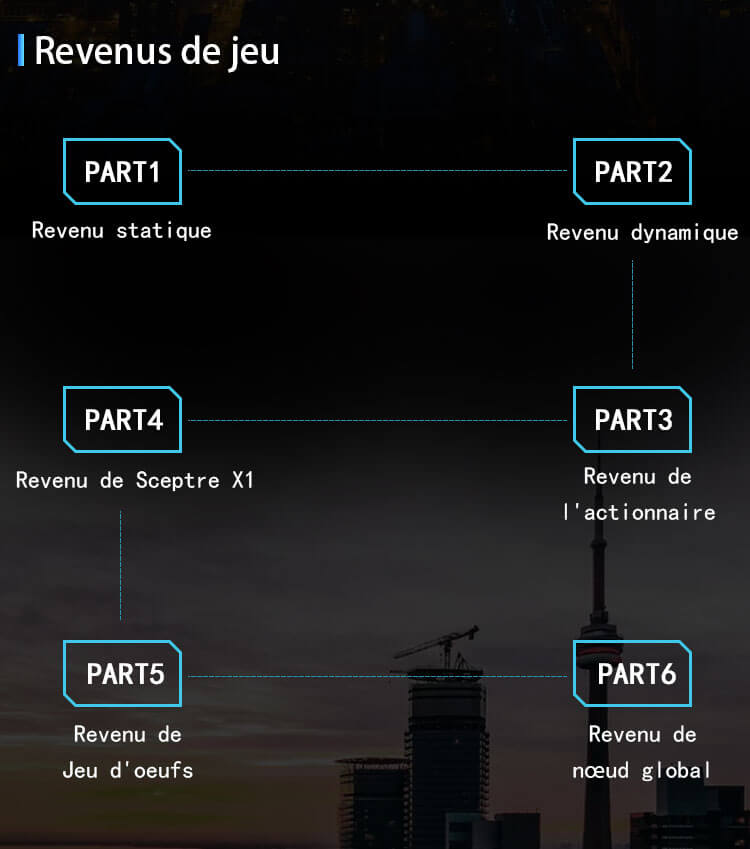 Revenus de jeu
PART1
Revenu statique
PART2
Revenu dynamique
PART3
Revenu de
l'actionnaire
PART4
Revenu de Sceptre X1
PART5
Revenu de
Jeu d'oeufs
PART6
Revenu de
nœud global